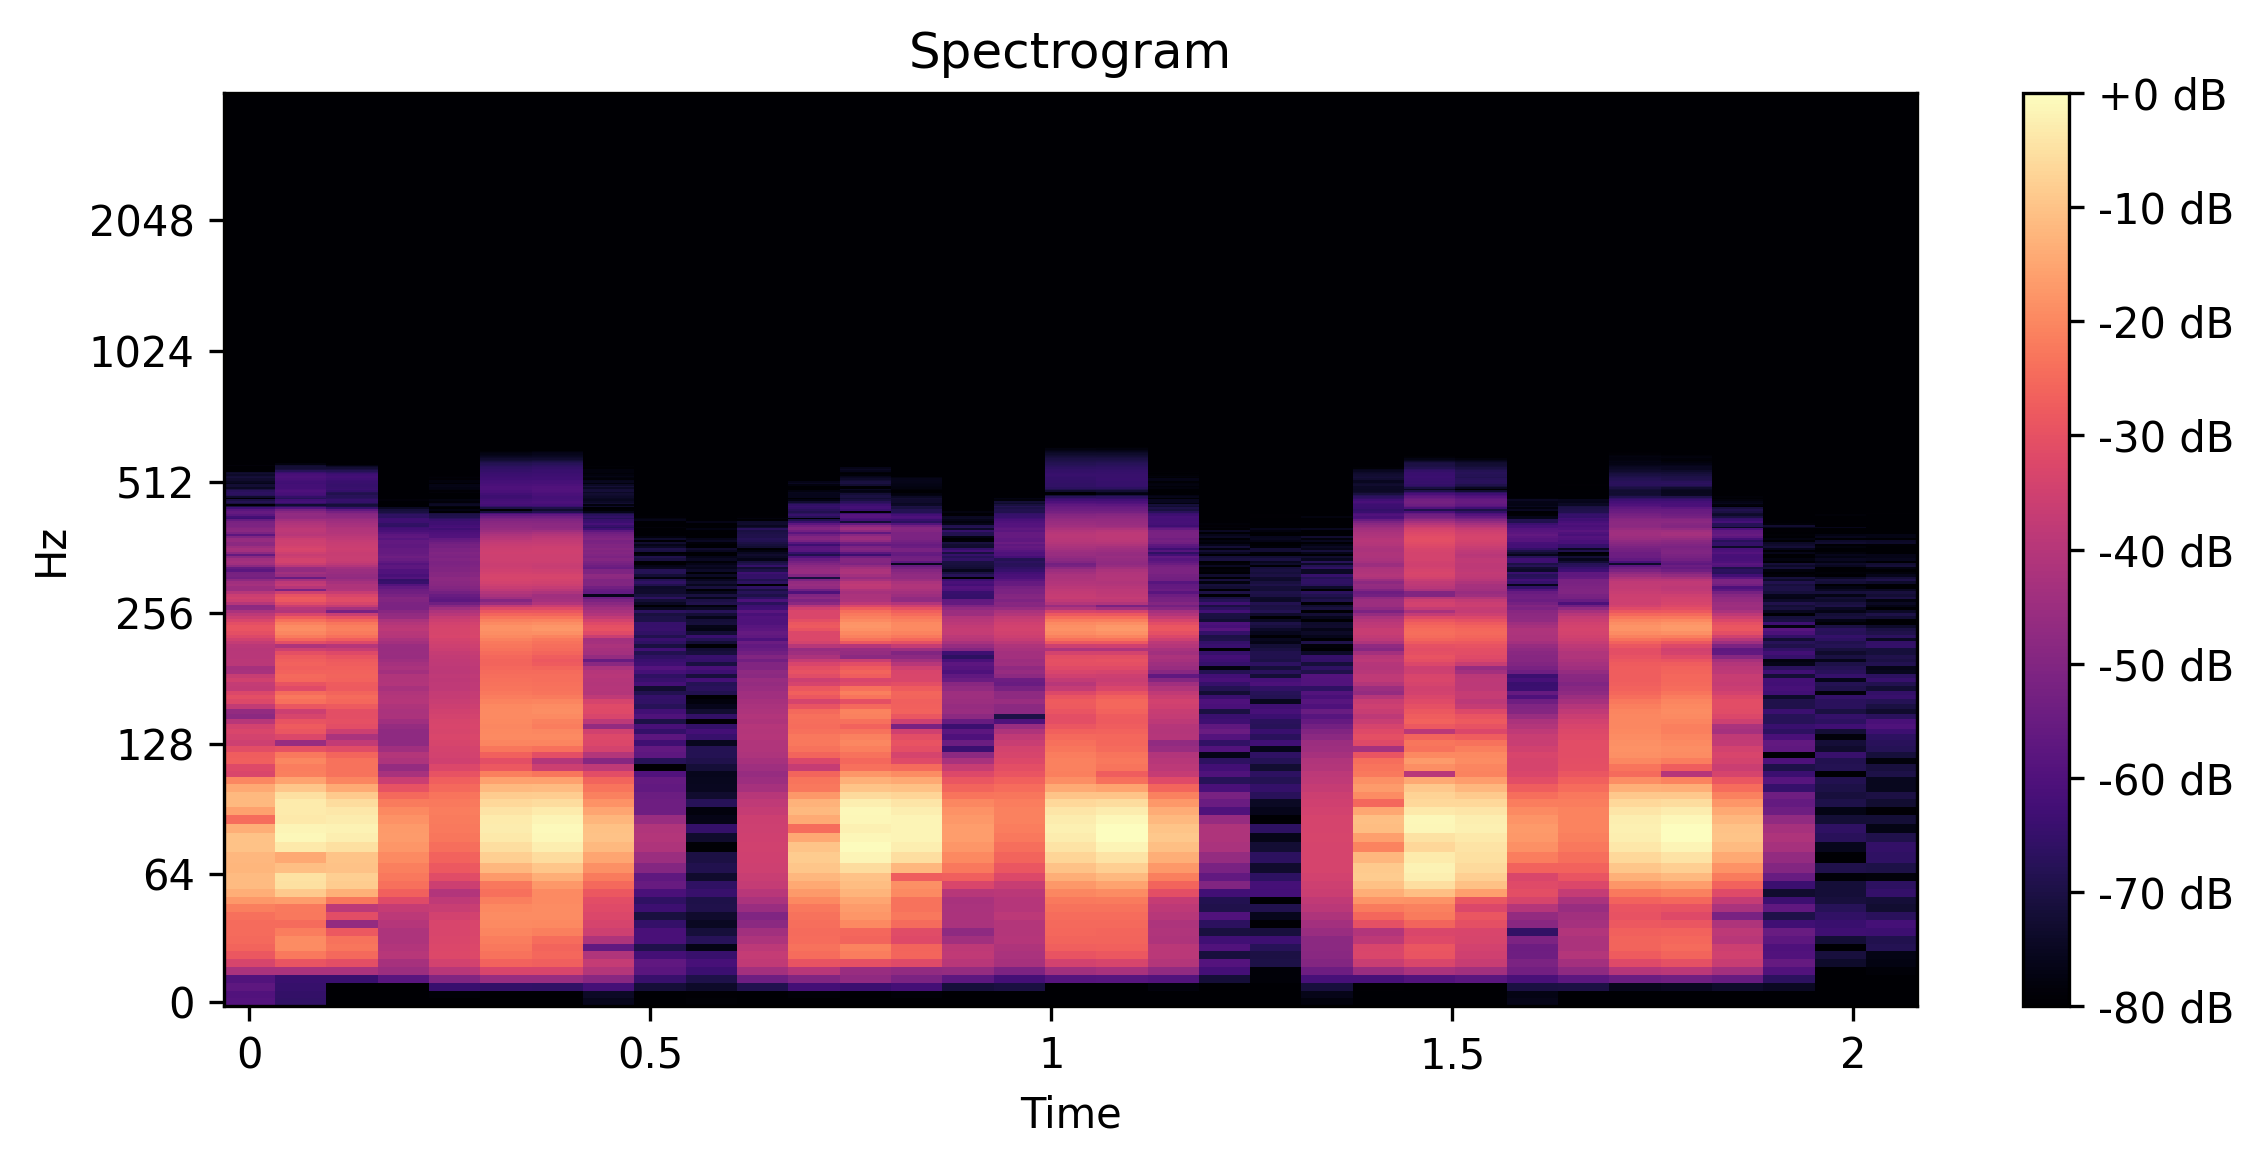 Spectrogram
Hz
2048
1024
512
256
128
64
0
0 0.5 1 1.5 2
Time
+0 dB
-10 dB
-20 dB
-30 dB
-40 dB
-50 dB
-60 dB
-70 dB
-80 dB